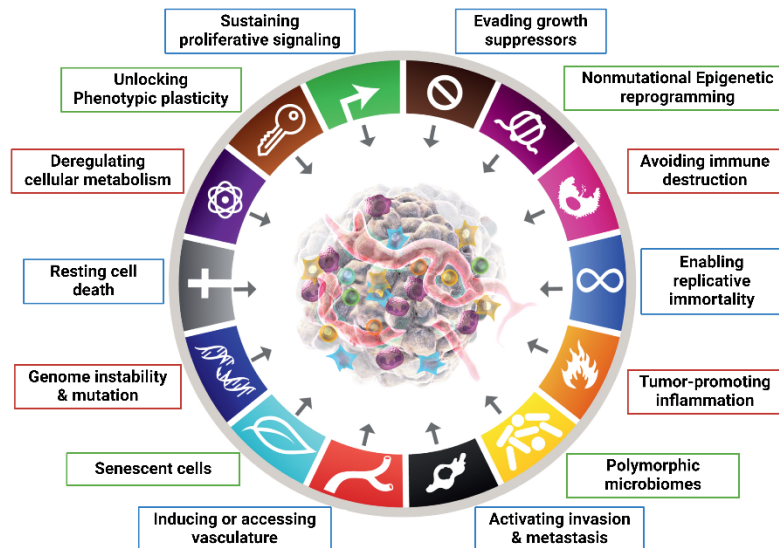 Sustaining
proliferative signaling
Evading growth
suppressors
Unlocking
Phenotypic plasticity
Nonmutational Epigenetic
reprogramming
Deregulating
cellular metabolism
Avoiding immune
destruction
Resting cell
death
Enabling
replicative
immortality
Genome instability
& mutation
Tumor-promoting
inflammation
Senescent cells
Polymorphic
microbiomes
Inducing or accessing
vasculature
Activating invasion
& metastasis